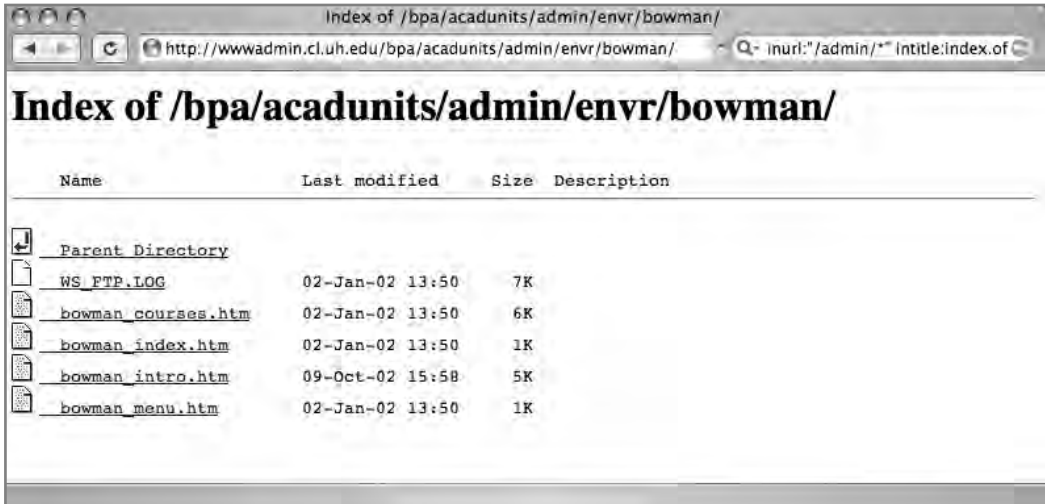 Index of /bpa/acadunits/admin/envr/bowman/
http://wwwadmin.cl.uh.edu/bpa/acadunits/admin/envr/bowman/ Q- inurl:"/admin/*" intitle:index.of
Index of /bpa/acadunits/admin/envr/bowman/
Name Last modified Size Description
Parent Directory
WS_FTP.LOG 02-Jan-02 13:50 7K
bowman_courses.htm 02-Jan-02 13:50 6K
bowman_index.htm 02-Jan-02 13:50 1K
bowman_intro.htm 09-Oct-02 15:58 5K
bowman_menu.htm 02-Jan-02 13:50 1K